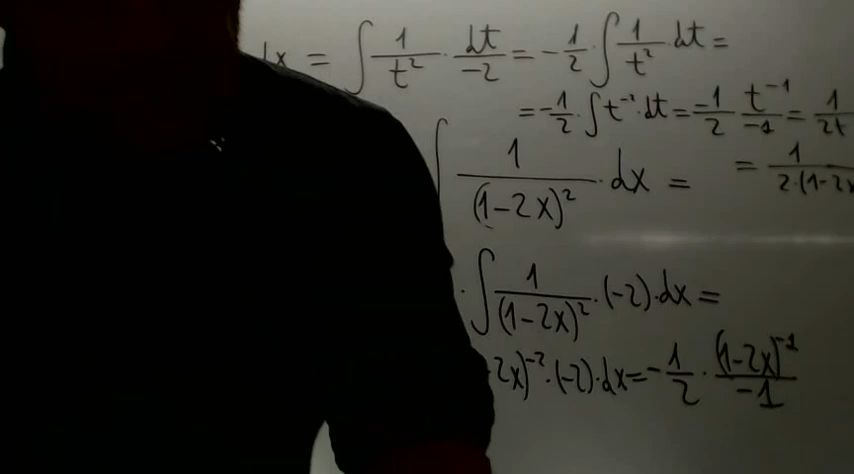 dx = ∫ 1/t² · dt/-2 = -1/2 · ∫ 1/t² · dt =
= -1/2 · ∫ t⁻² · dt = -1/2 · t⁻¹/-1 = 1/2t
∫ 1/(1-2x)² · dx =
= 1/2·(1-2x
· ∫ 1/(1-2x)² · (-2) · dx =
2x)⁻² · (-2) · dx = -1/2 · (1-2x)⁻¹/-1